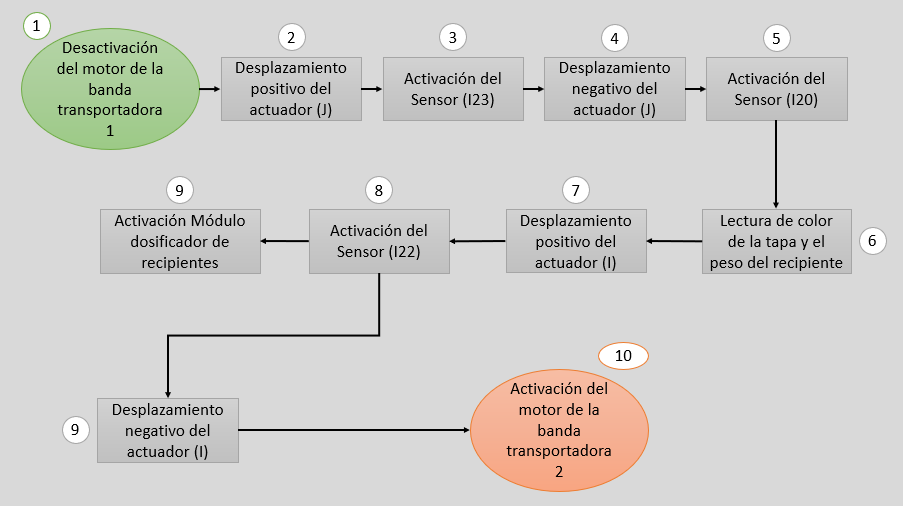 1
Desactivación
del motor de la
banda
transportadora
1
2
Desplazamiento
positivo del
actuador (J)
3
Activación del
Sensor (I23)
4
Desplazamiento
negativo del
actuador (J)
5
Activación del
Sensor (I20)
6
Lectura de color
de la tapa y el
peso del recipiente
7
Desplazamiento
positivo del
actuador (I)
8
Activación del
Sensor (I22)
9
Activación Módulo
dosificador de
recipientes
9
Desplazamiento
negativo del
actuador (I)
10
Activación del
motor de la
banda
transportadora
2